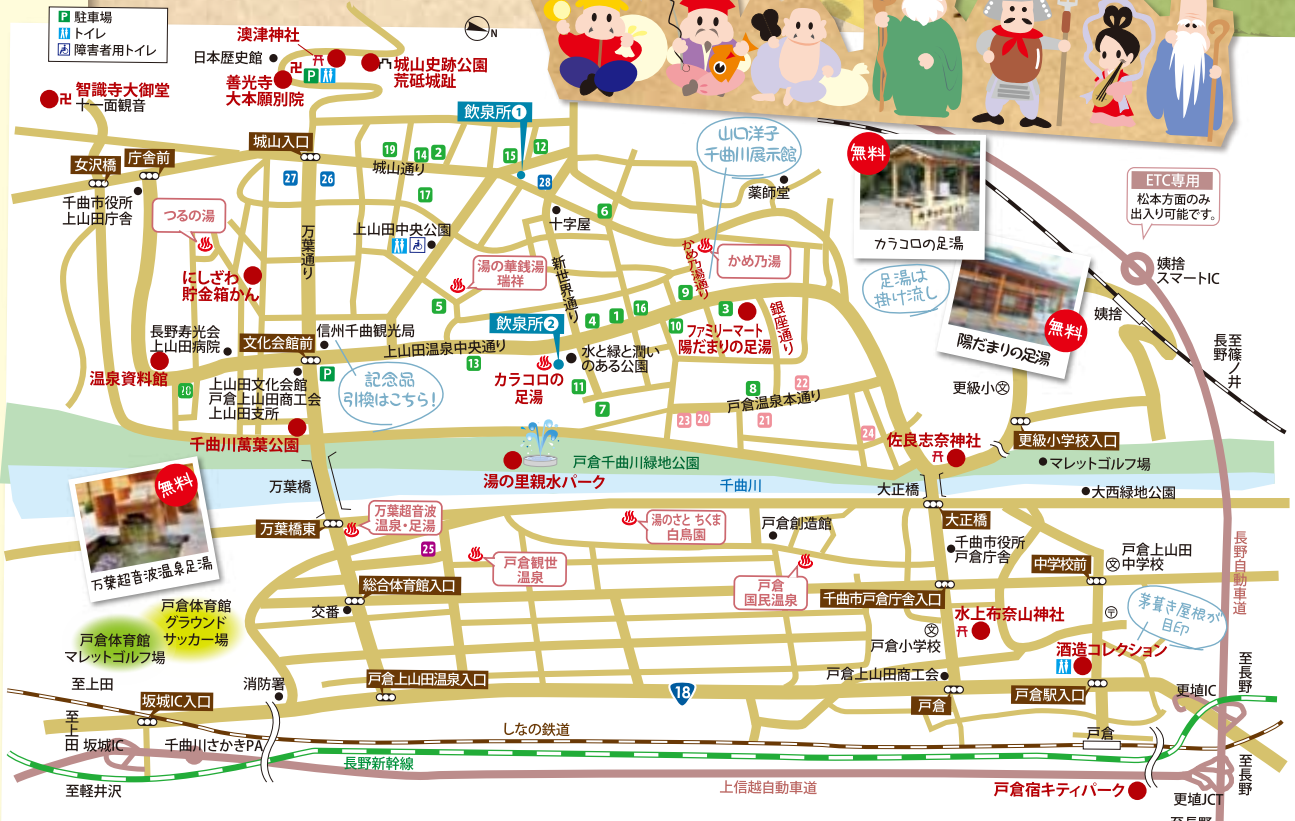 P 駐車場
トイレ
障害者用トイレ
N
澳津神社
日本歴史館
善光寺
大本願別院
P
城山史跡公園
荒砥城趾
智識寺大御堂
十一面観音
飲泉所①
城山入口
女沢橋
庁舎前
千曲市役所
上山田庁舎
27
26
19
14
2
城山通り
15
12
28
17
山口洋子
千曲川展示館
薬師堂
無料
カラコロの足湯
ETC専用
松本方面のみ
出入り可能です。
姨捨
スマートIC
姨捨
至篠ノ井
長野
つるの湯
万葉通り
上山田中央公園
十字屋
6
かめ乃湯通り
かめ乃湯
足湯は
掛け流し
無料
陽だまりの足湯
にしざわ
貯金箱かん
湯の華銭湯
瑞祥
新世界通り
5
飲泉所②
4
1
16
9
3
10
銀座通り
ファミリーマート
陽だまりの足湯
長野寿光会
上山田病院
文化会館前
信州千曲観光局
上山田温泉中央通り
13
水と緑と潤い
のある公園
温泉資料館
P
カラコロの
足湯
11
7
8
22
戸倉温泉本通り
23
20
21
24
更級小
文
上山田文化会館
戸倉上山田商工会
上山田支所
記念品
引換はこちら!
千曲川萬葉公園
佐良志奈神社
更級小学校入口
マレットゴルフ場
大西緑地公園
湯の里親水パーク
戸倉千曲川緑地公園
千曲川
万葉橋
大正橋
無料
万葉超音波温泉足湯
万葉橋東
万葉超音波
温泉・足湯
25
湯のさと ちくま
白鳥園
戸倉創造館
大正橋
千曲市役所
戸倉庁舎
戸倉観世
温泉
戸倉
国民温泉
中学校前
文
戸倉上山田
中学校
長野自動車道
総合体育館入口
交番
千曲市戸倉庁舎入口
水上布奈山神社
茅葺き屋根が
目印
戸倉体育館
グラウンド
サッカー場
戸倉体育館
マレットゴルフ場
文
戸倉小学校
酒造コレクション
戸倉上山田商工会
至上田
坂城IC入口
消防署
戸倉上山田温泉入口
18
戸倉
戸倉駅入口
更埴IC
至長野
至上田
坂城IC
千曲川さかきPA
しなの鉄道
戸倉
長野新幹線
至軽井沢
上信越自動車道
戸倉宿キティパーク
至長野
更埴JCT